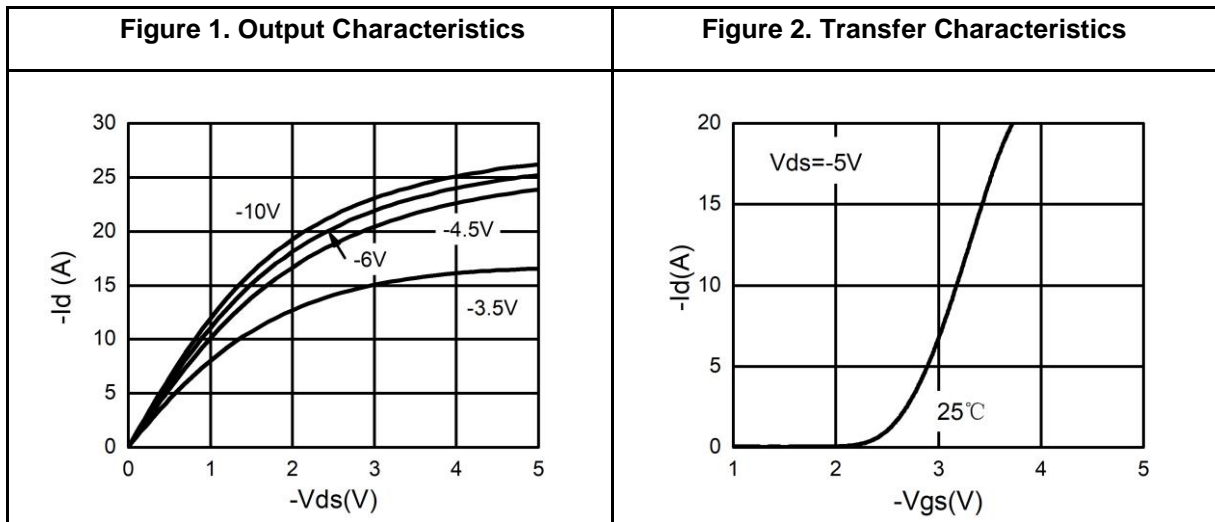 Figure 1. Output Characteristics
30
25
20
15
10
5
0
-Id (A)
-10V
-4.5V
-6V
-3.5V
0 1 2 3 4 5
-Vds(V)
Figure 2. Transfer Characteristics
20
15
10
5
0
-Id(A)
Vds=-5V
25℃
1 2 3 4 5
-Vgs(V)